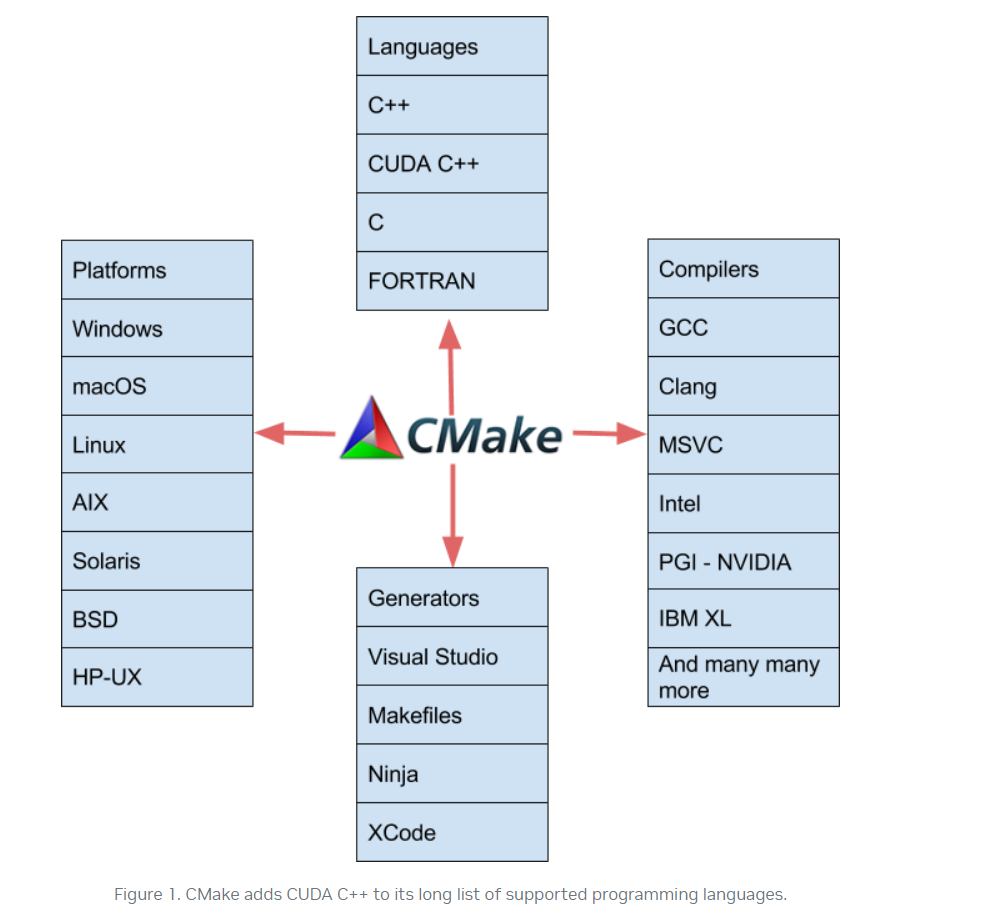 Languages
C++
CUDA C++
C
FORTRAN
Platforms
Windows
macOS
Linux
AIX
Solaris
BSD
HP-UX
CMake
Compilers
GCC
Clang
MSVC
Intel
PGI - NVIDIA
IBM XL
And many many
more
Generators
Visual Studio
Makefiles
Ninja
XCode
Figure 1. CMake adds CUDA C++ to its long list of supported programming languages.